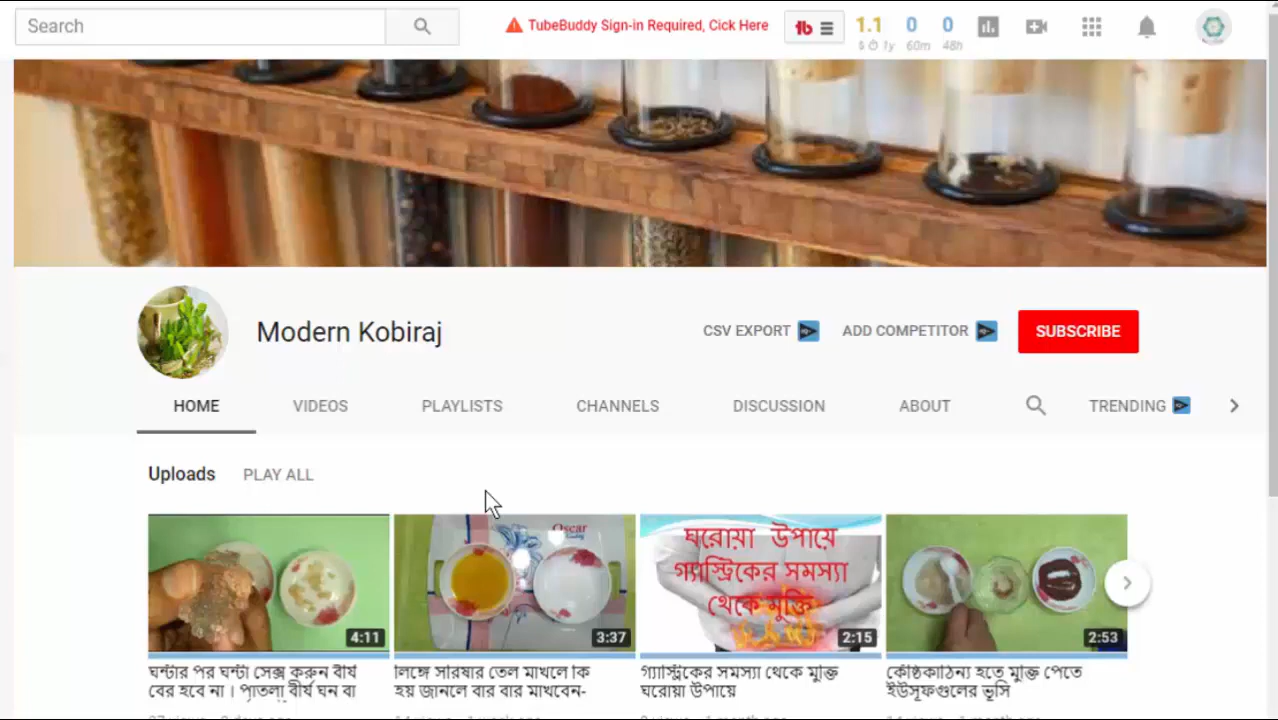 Search
TubeBuddy Sign-in Required, Click Here
1.1 0 0
1y 60m 48h
Modern Kobiraj
CSV EXPORT
ADD COMPETITOR
SUBSCRIBE
HOME VIDEOS PLAYLISTS CHANNELS DISCUSSION ABOUT TRENDING
Uploads PLAY ALL
Oscar
ঘরোয়া উপায়ে
গ্যাস্ট্রিকের সমস্যা
থেকে মুক্তি
4:11 3:37 2:15 2:53
ঘন্টার পর ঘন্টা সেক্স করুন বীর্য
বের হবে না । পাতলা বীর্য ঘন বা
লিঙ্গে সরিষার তেল মাখলে কি
হয় জানলে বার বার মাখবেন-
গ্যাস্ট্রিকের সমস্যা থেকে মুক্তি
ঘরোয়া উপায়ে
কোষ্ঠিকাঠিন্য হতে মুক্তি পেতে
ইউসূফগুলের ভূসি